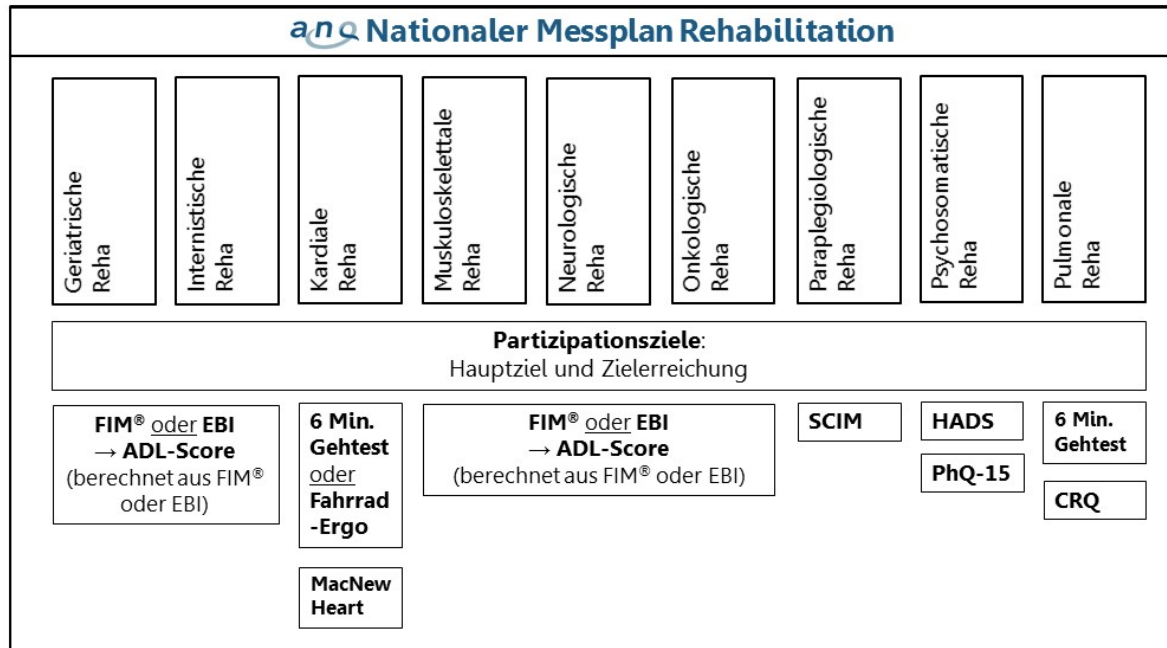 anq Nationaler Messplan Rehabilitation
Geriatrische
Reha
Internistische
Reha
Kardiale
Reha
Muskuloskelettale
Reha
Neurologische
Reha
Onkologische
Reha
Paraplegiologische
Reha
Psychosomatische
Reha
Pulmonale
Reha
Partizipationsziele:
Hauptziel und Zielerreichung
FIM® oder EBI
→ ADL-Score
(berechnet aus FIM®
oder EBI)
6 Min.
Gehtest
oder
Fahrrad
-Ergo
MacNew
Heart
FIM® oder EBI
→ ADL-Score
(berechnet aus FIM® oder EBI)
SCIM
HADS
PhQ-15
6 Min.
Gehtest
CRQ